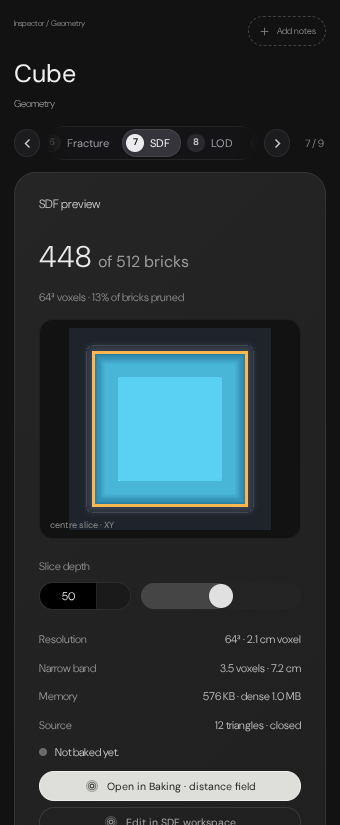 Inspector / Geometry
Add notes
Cube
Geometry
6 Fracture 7 SDF 8 LOD 7 / 9
SDF preview
448 of 512 bricks
64³ voxels · 13% of bricks pruned
centre slice · XY
Slice depth
50
Resolution 64³ · 2.1 cm voxel
Narrow band 3.5 voxels · 7.2 cm
Memory 576 KB · dense 1.0 MB
Source 12 triangles · closed
Not baked yet.
Open in Baking · distance field
Edit in SDF workspace